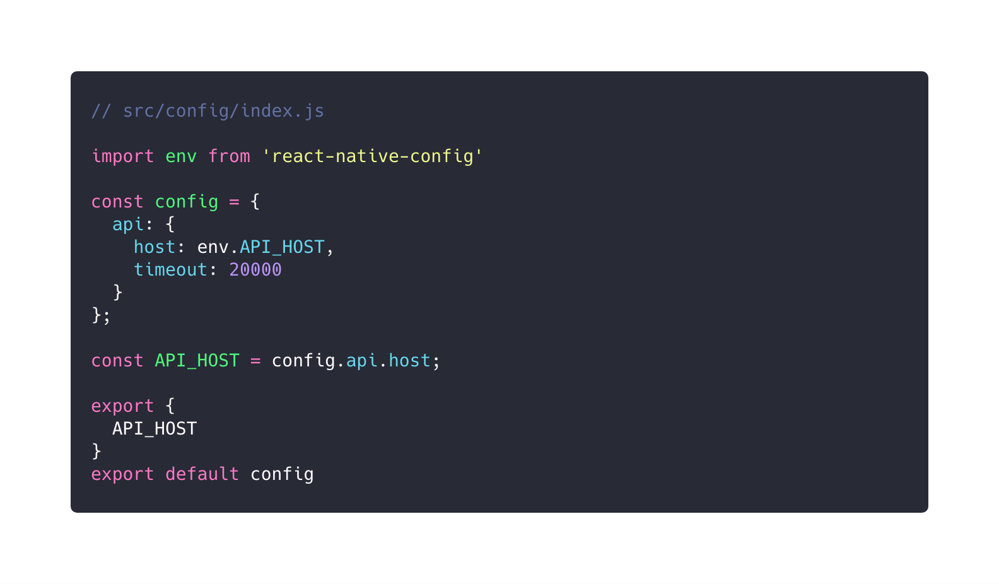 // src/config/index.js
import env from 'react-native-config'
const config = {
  api: {
    host: env.API_HOST,
    timeout: 20000
  }
};
const API_HOST = config.api.host;
export {
  API_HOST
}
export default config